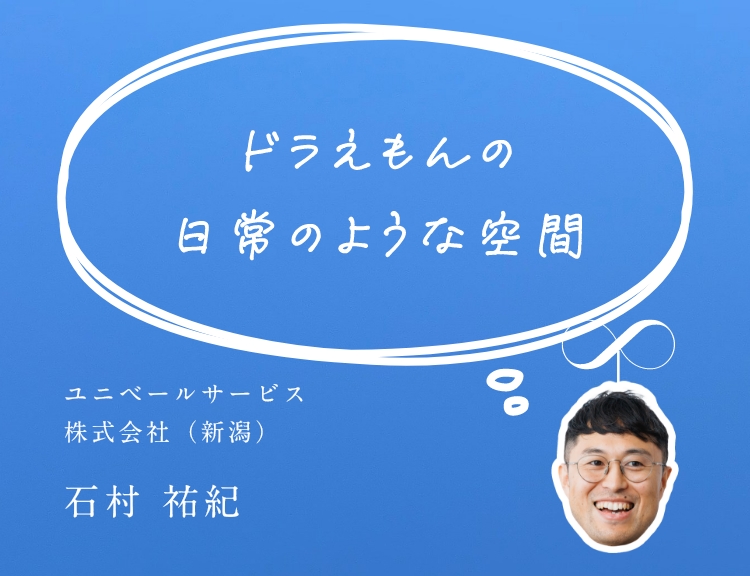 ドラえもんの
日常のような空間
ユニベールサービス
株式会社（新潟）
石村 祐紀